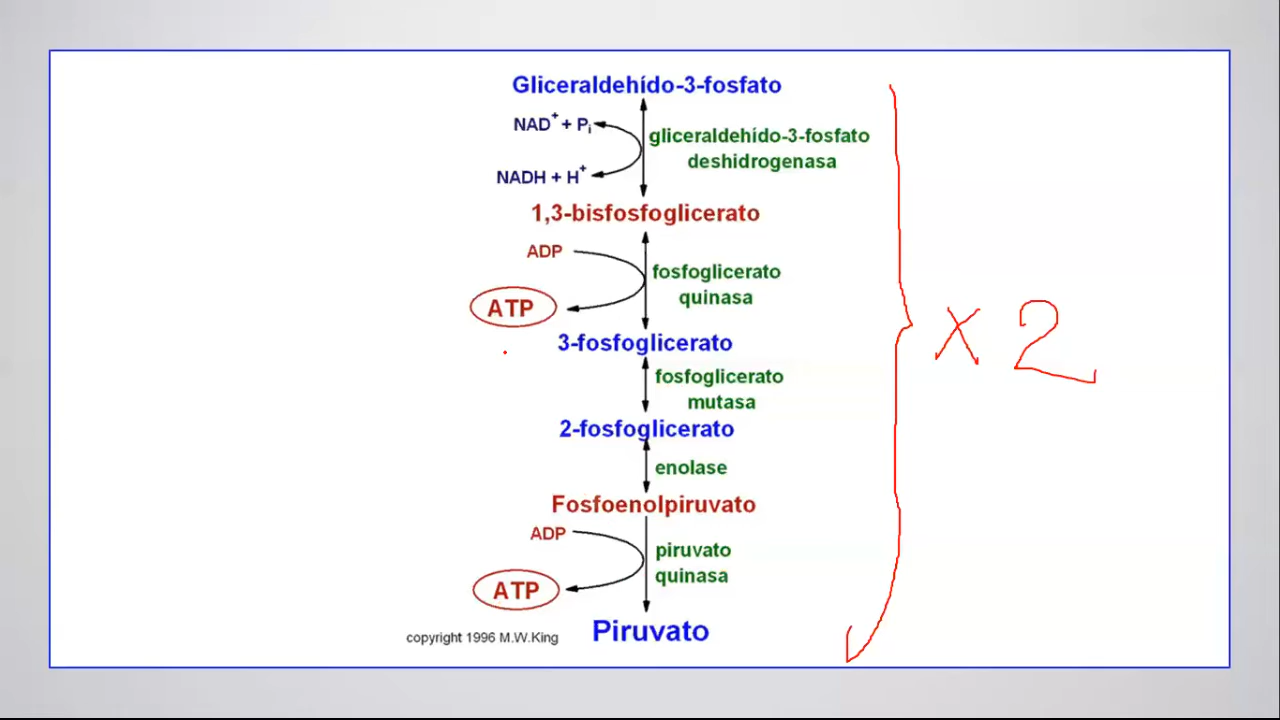 Gliceraldehído-3-fosfato
NAD+ + Pi
gliceraldehído-3-fosfato
deshidrogenasa
NADH + H+
1,3-bisfosfoglicerato
ADP
fosfoglicerato
quinasa
ATP
X 2
3-fosfoglicerato
fosfoglicerato
mutasa
2-fosfoglicerato
enolase
Fosfoenolpiruvato
ADP
piruvato
quinasa
ATP
Piruvato
copyright 1996 M.W.King